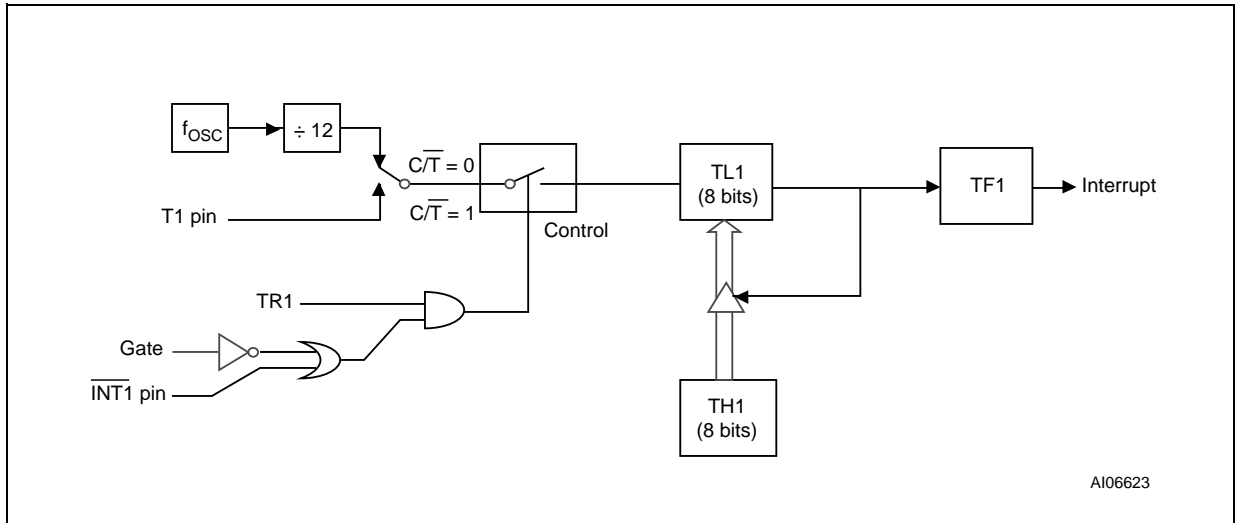 fOSC
÷ 12
C/T̅ = 0
T1 pin
C/T̅ = 1
Control
TL1
(8 bits)
TF1
Interrupt
TR1
Gate
I̅N̅T̅1̅ pin
TH1
(8 bits)
AI06623